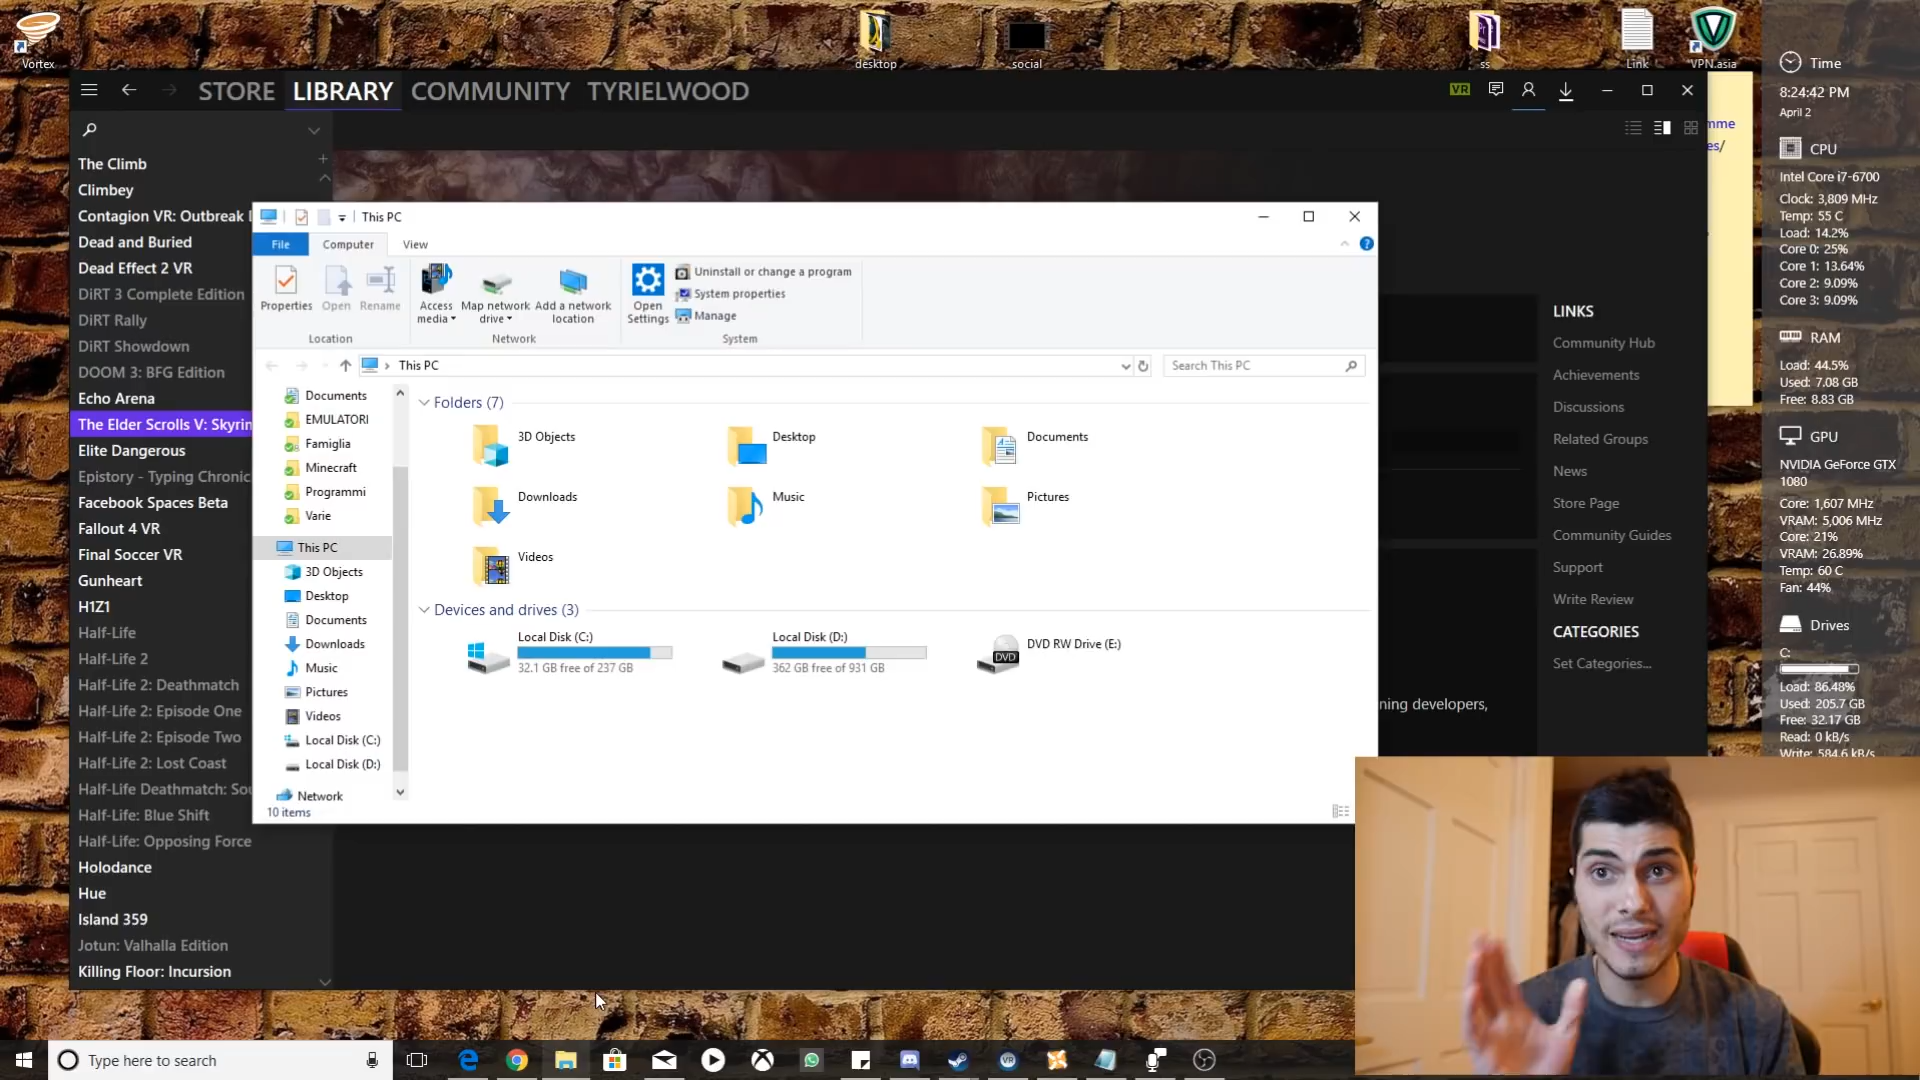 Vortex
desktop
social
ss
Link
VPN.asia
STORE
LIBRARY
COMMUNITY
TYRIELWOOD
VR
The Climb
Climbey
Contagion VR: Outbreak
Dead and Buried
Dead Effect 2 VR
DiRT 3 Complete Edition
DiRT Rally
DiRT Showdown
DOOM 3: BFG Edition
Echo Arena
The Elder Scrolls V: Skyrim
Elite Dangerous
Epistory - Typing Chronic
Facebook Spaces Beta
Fallout 4 VR
Final Soccer VR
Gunheart
H1Z1
Half-Life
Half-Life 2
Half-Life 2: Deathmatch
Half-Life 2: Episode One
Half-Life 2: Episode Two
Half-Life 2: Lost Coast
Half-Life Deathmatch: Sou
Half-Life: Blue Shift
Half-Life: Opposing Force
Holodance
Hue
Island 359
Jotun: Valhalla Edition
Killing Floor: Incursion
This PC
File
Computer
View
Properties
Open
Rename
Location
Access media
Map network drive
Add a network location
Network
Open Settings
Uninstall or change a program
System properties
Manage
System
This PC
Search This PC
Documents
EMULATORI
Famiglia
Minecraft
Programmi
Varie
This PC
3D Objects
Desktop
Documents
Downloads
Music
Pictures
Videos
Local Disk (C:)
Local Disk (D:)
Network
10 items
Folders (7)
3D Objects
Desktop
Documents
Downloads
Music
Pictures
Videos
Devices and drives (3)
Local Disk (C:)
32.1 GB free of 237 GB
Local Disk (D:)
362 GB free of 931 GB
DVD
DVD RW Drive (E:)
mme
es/
LINKS
Community Hub
Achievements
Discussions
Related Groups
News
Store Page
Community Guides
Support
Write Review
CATEGORIES
Set Categories...
ning developers,
Time
8:24:42 PM
April 2
CPU
Intel Core i7-6700
Clock: 3,809 MHz
Temp: 55 C
Load: 14.2%
Core 0: 25%
Core 1: 13.64%
Core 2: 9.09%
Core 3: 9.09%
RAM
Load: 44.5%
Used: 7.08 GB
Free: 8.83 GB
GPU
NVIDIA GeForce GTX
1080
Core: 1,607 MHz
VRAM: 5,006 MHz
Core: 21%
VRAM: 26.89%
Temp: 60 C
Fan: 44%
Drives
C:
Load: 86.48%
Used: 205.7 GB
Free: 32.17 GB
Read: 0 kB/s
Write: 584.6 kB/s
Type here to search
VR